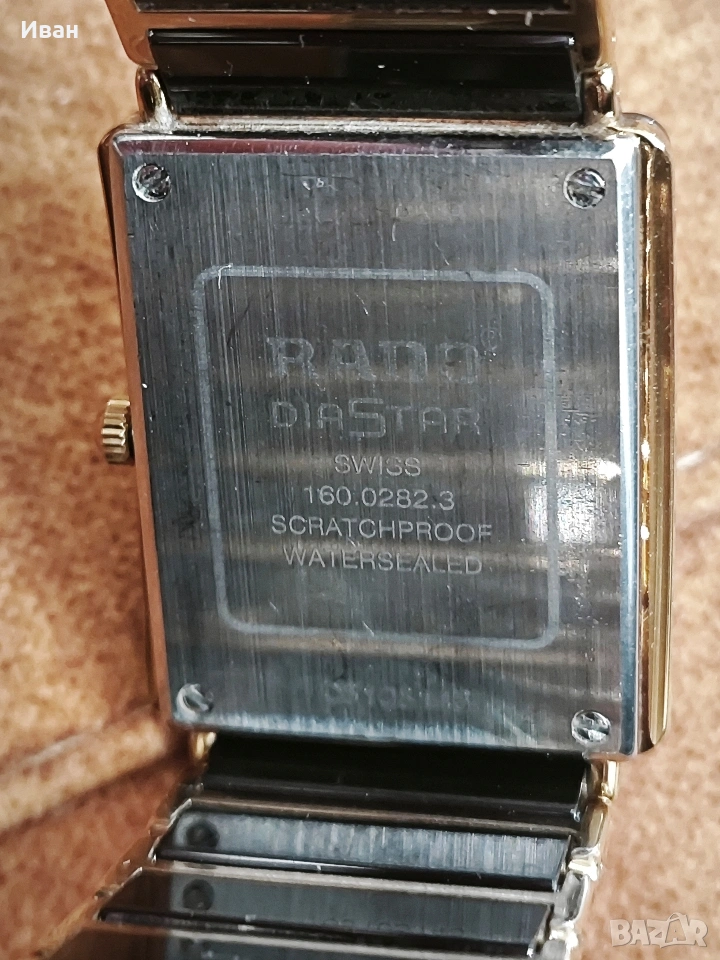 Иван
RADO®
DIASTAR
SWISS
160.0282.3
SCRATCHPROOF
WATERSEALED
BAZAR